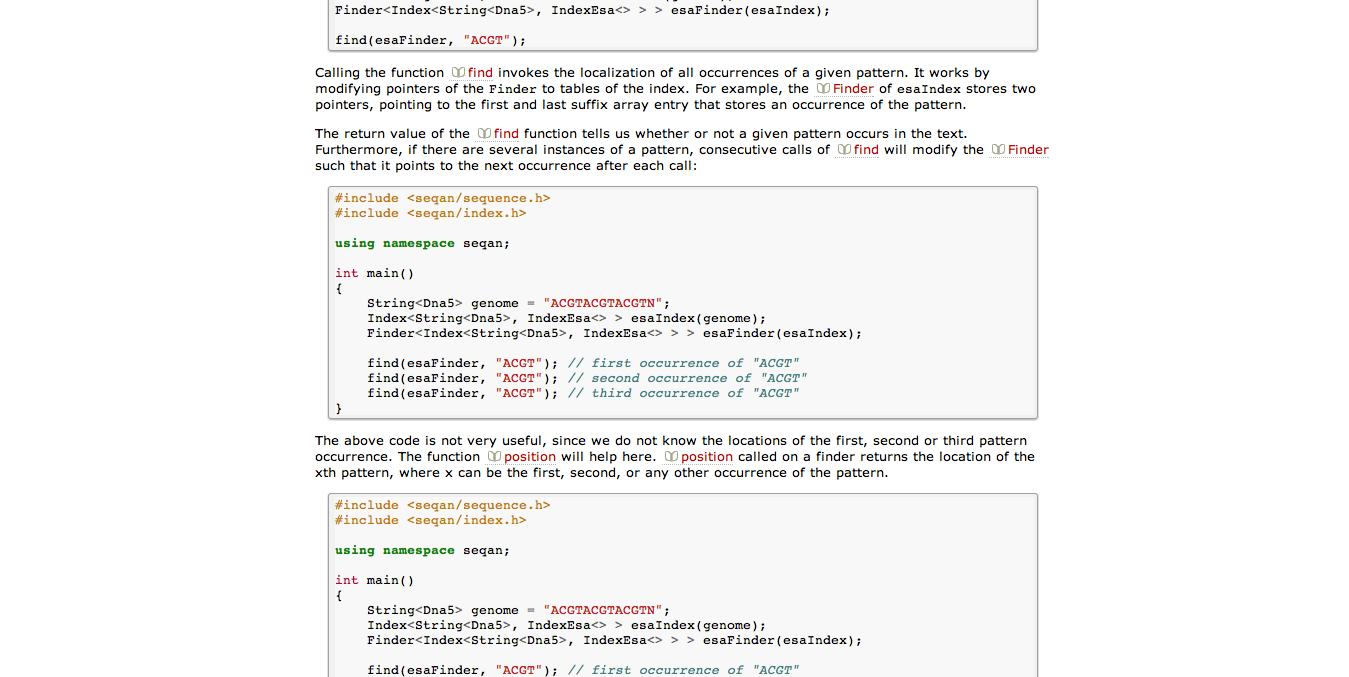 Finder<Index<String<Dna5>, IndexEsa<> > > esaFinder(esaIndex);
find(esaFinder, "ACGT");
Calling the function find invokes the localization of all occurrences of a given pattern. It works by
modifying pointers of the Finder to tables of the index. For example, the Finder of esaIndex stores two
pointers, pointing to the first and last suffix array entry that stores an occurrence of the pattern.
The return value of the find function tells us whether or not a given pattern occurs in the text.
Furthermore, if there are several instances of a pattern, consecutive calls of find will modify the Finder
such that it points to the next occurrence after each call:
#include <seqan/sequence.h>
#include <seqan/index.h>
using namespace seqan;
int main()
{
String<Dna5> genome = "ACGTACGTACGTN";
Index<String<Dna5>, IndexEsa<> > esaIndex(genome);
Finder<Index<String<Dna5>, IndexEsa<> > > esaFinder(esaIndex);
find(esaFinder, "ACGT"); // first occurrence of "ACGT"
find(esaFinder, "ACGT"); // second occurrence of "ACGT"
find(esaFinder, "ACGT"); // third occurrence of "ACGT"
}
The above code is not very useful, since we do not know the locations of the first, second or third pattern
occurrence. The function position will help here. position called on a finder returns the location of the
xth pattern, where x can be the first, second, or any other occurrence of the pattern.
#include <seqan/sequence.h>
#include <seqan/index.h>
using namespace seqan;
int main()
{
String<Dna5> genome = "ACGTACGTACGTN";
Index<String<Dna5>, IndexEsa<> > esaIndex(genome);
Finder<Index<String<Dna5>, IndexEsa<> > > esaFinder(esaIndex);
find(esaFinder, "ACGT"); // first occurrence of "ACGT"